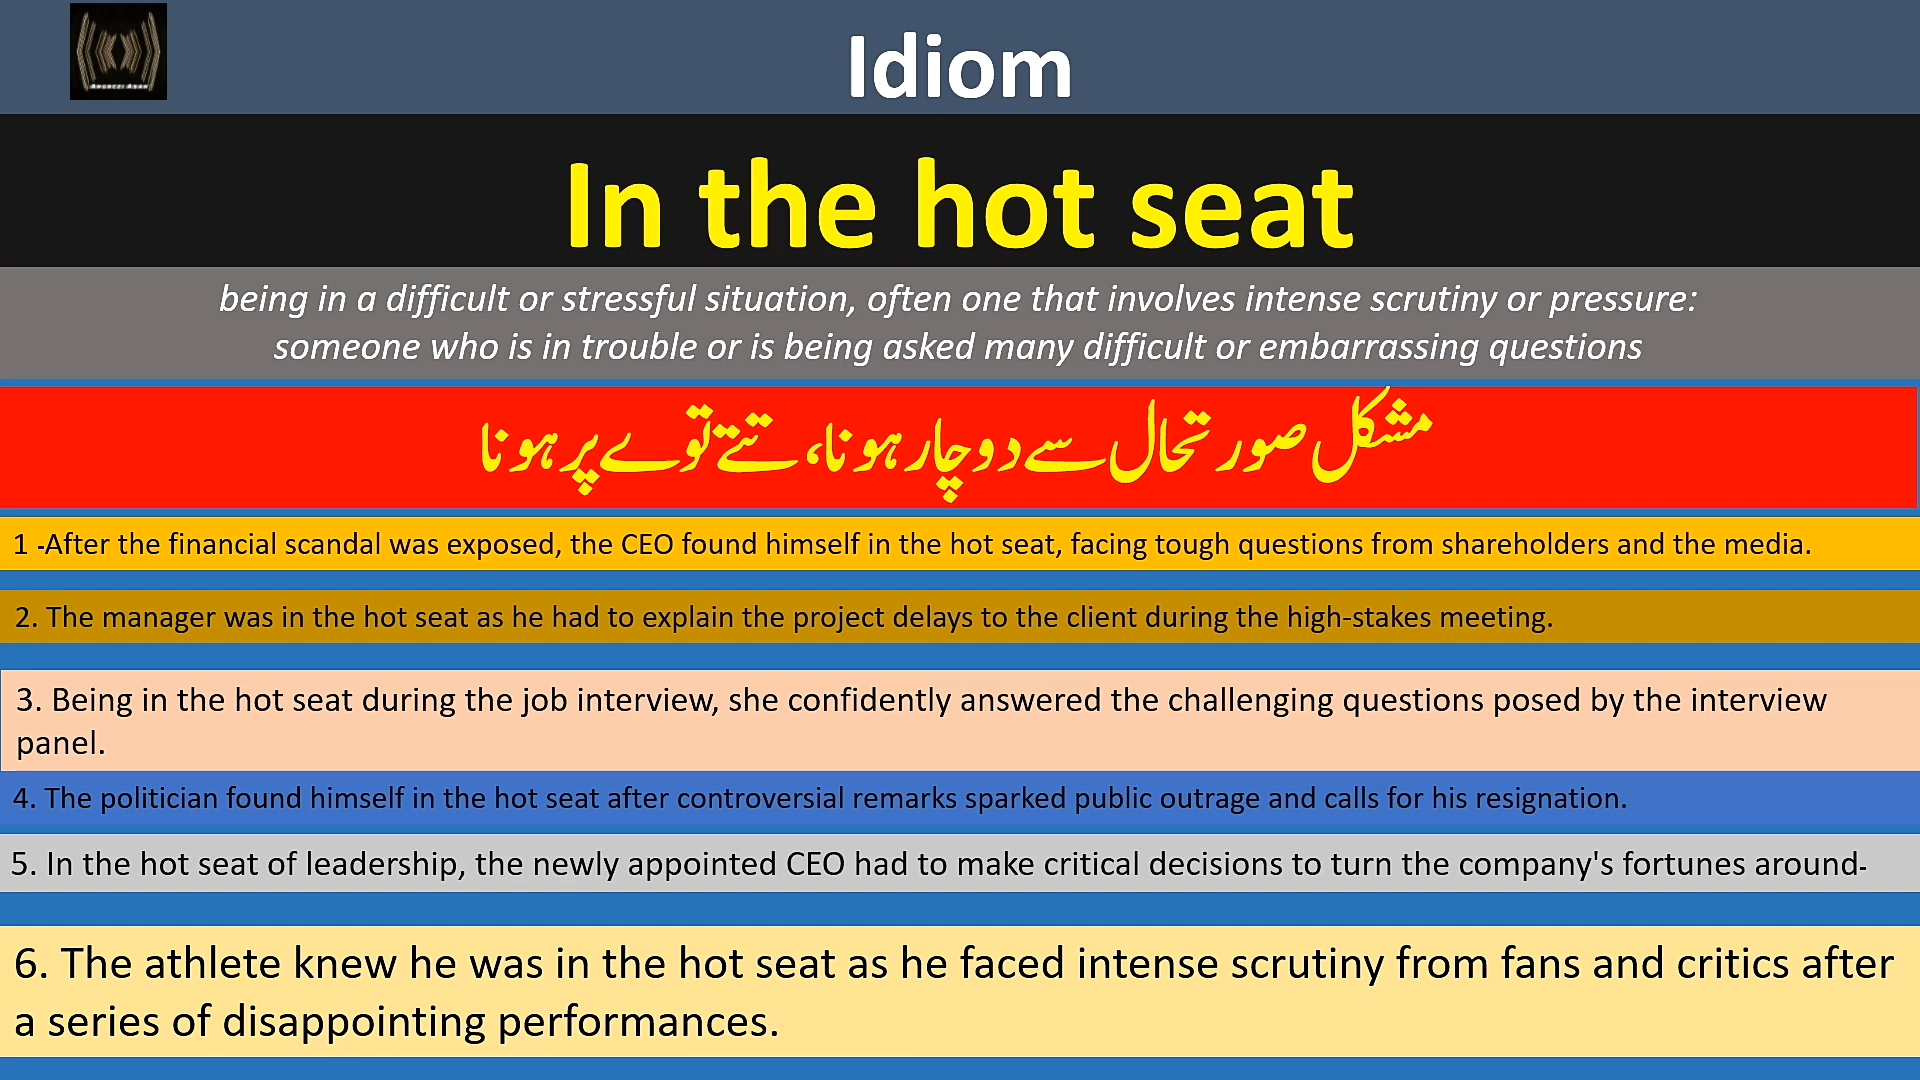 ANGREZI ASAN
Idiom
In the hot seat
being in a difficult or stressful situation, often one that involves intense scrutiny or pressure:
someone who is in trouble or is being asked many difficult or embarrassing questions
مشکل صورتحال سے دوچار ہونا، تتے توے پر ہونا
1 -After the financial scandal was exposed, the CEO found himself in the hot seat, facing tough questions from shareholders and the media.
2. The manager was in the hot seat as he had to explain the project delays to the client during the high-stakes meeting.
3. Being in the hot seat during the job interview, she confidently answered the challenging questions posed by the interview
panel.
4. The politician found himself in the hot seat after controversial remarks sparked public outrage and calls for his resignation.
5. In the hot seat of leadership, the newly appointed CEO had to make critical decisions to turn the company's fortunes around-
6. The athlete knew he was in the hot seat as he faced intense scrutiny from fans and critics after
a series of disappointing performances.